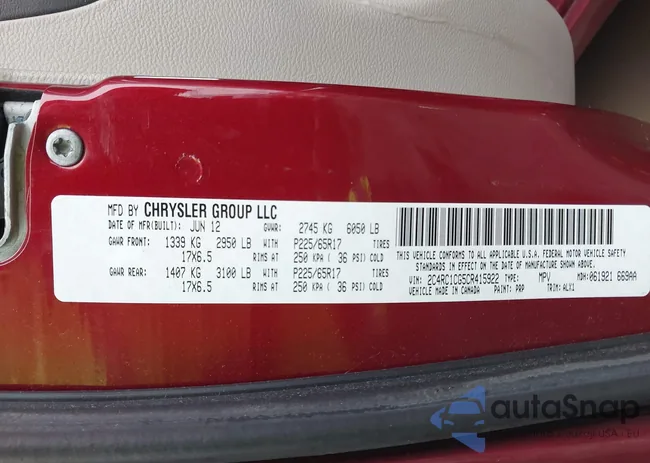 MFD BY CHRYSLER GROUP LLC
DATE OF MFR(BUILT): JUN 12 GVWR: 2745 KG 6050 LB
GAWR FRONT: 1339 KG 2950 LB WITH P225/65R17 TIRES
17X6.5 RIMS AT 250 KPA ( 36 PSI) COLD
GAWR REAR: 1407 KG 3100 LB WITH P225/65R17 TIRES
17X6.5 RIMS AT 250 KPA ( 36 PSI) COLD
THIS VEHICLE CONFORMS TO ALL APPLICABLE U.S.A. FEDERAL MOTOR VEHICLE SAFETY
STANDARDS IN EFFECT ON THE DATE OF MANUFACTURE SHOWN ABOVE.
VIN: 2C4RC1CG5CR415922 TYPE: MPV MDH: 061921 669AA
VEHICLE MADE IN CANADA PAINT: PRP TRIM: ALX1
autoSnap